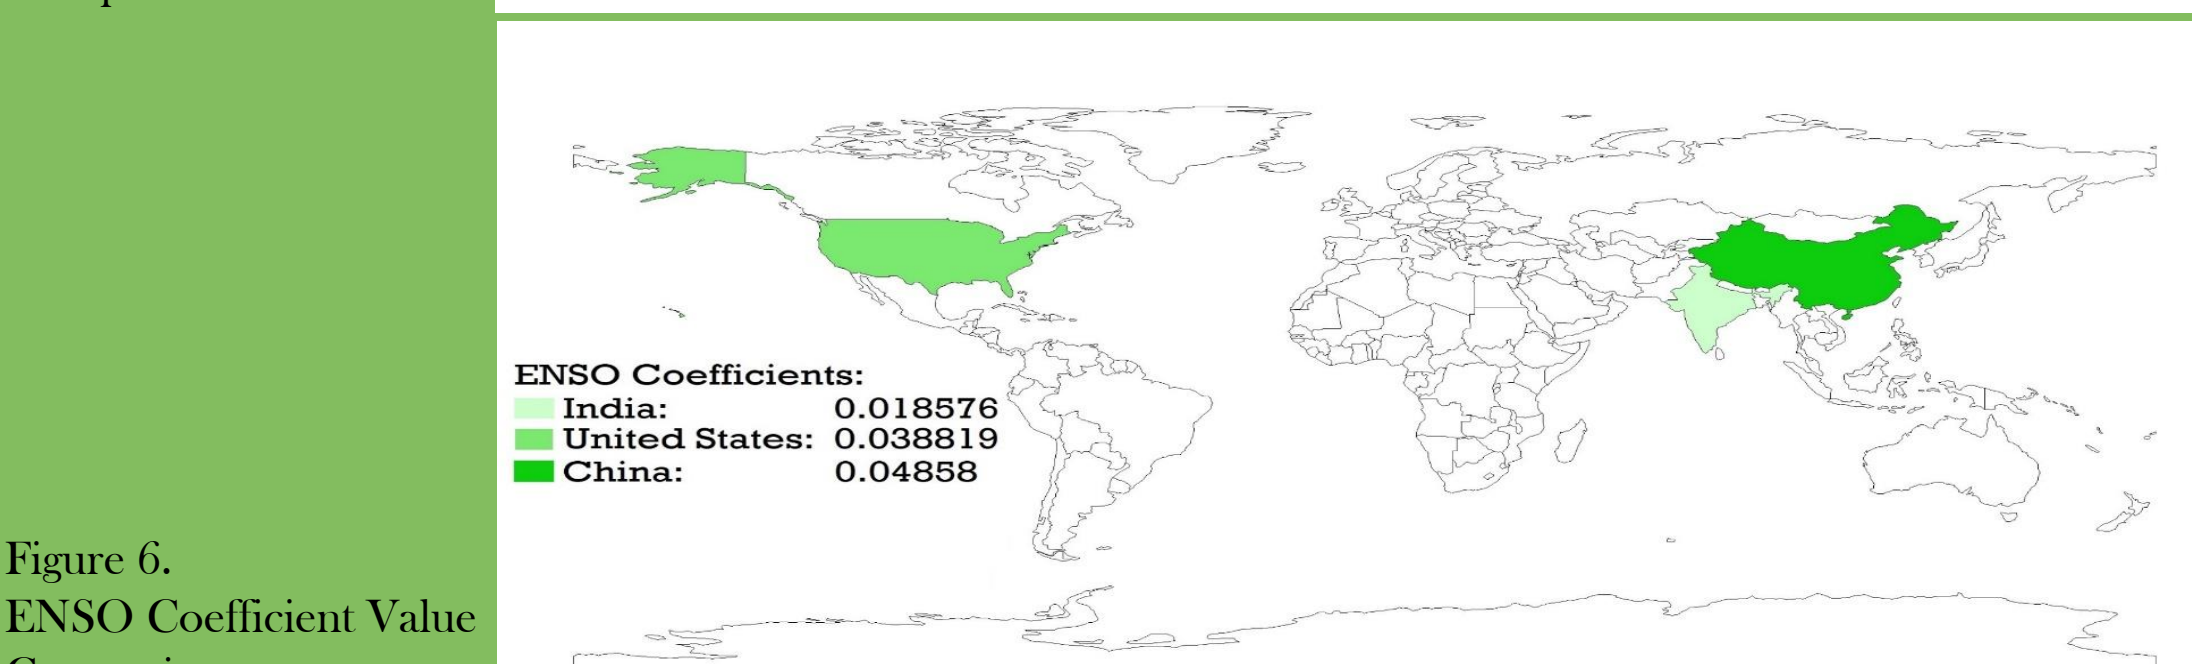 ENSO Coefficients:
India: 0.018576
United States: 0.038819
China: 0.04858
Figure 6.
ENSO Coefficient Value